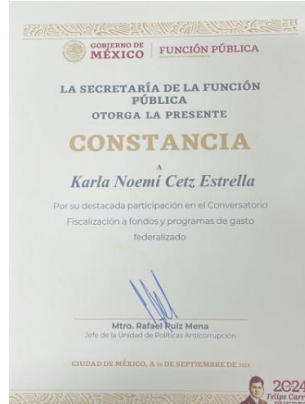 GOBIERNO DE
MÉXICO
FUNCIÓN PÚBLICA
LA SECRETARÍA DE LA FUNCIÓN
PÚBLICA
OTORGA LA PRESENTE
CONSTANCIA
A
Karla Noemi Cetz Estrella
Por su destacada participación en el Conversatorio
Fiscalización a fondos y programas de gasto
federalizado
Mtro. Rafael Ruíz Mena
Jefe de la Unidad de Políticas Anticorrupción
CIUDAD DE MÉXICO, A DE SEPTIEMBRE DE
2024
Felipe Carr